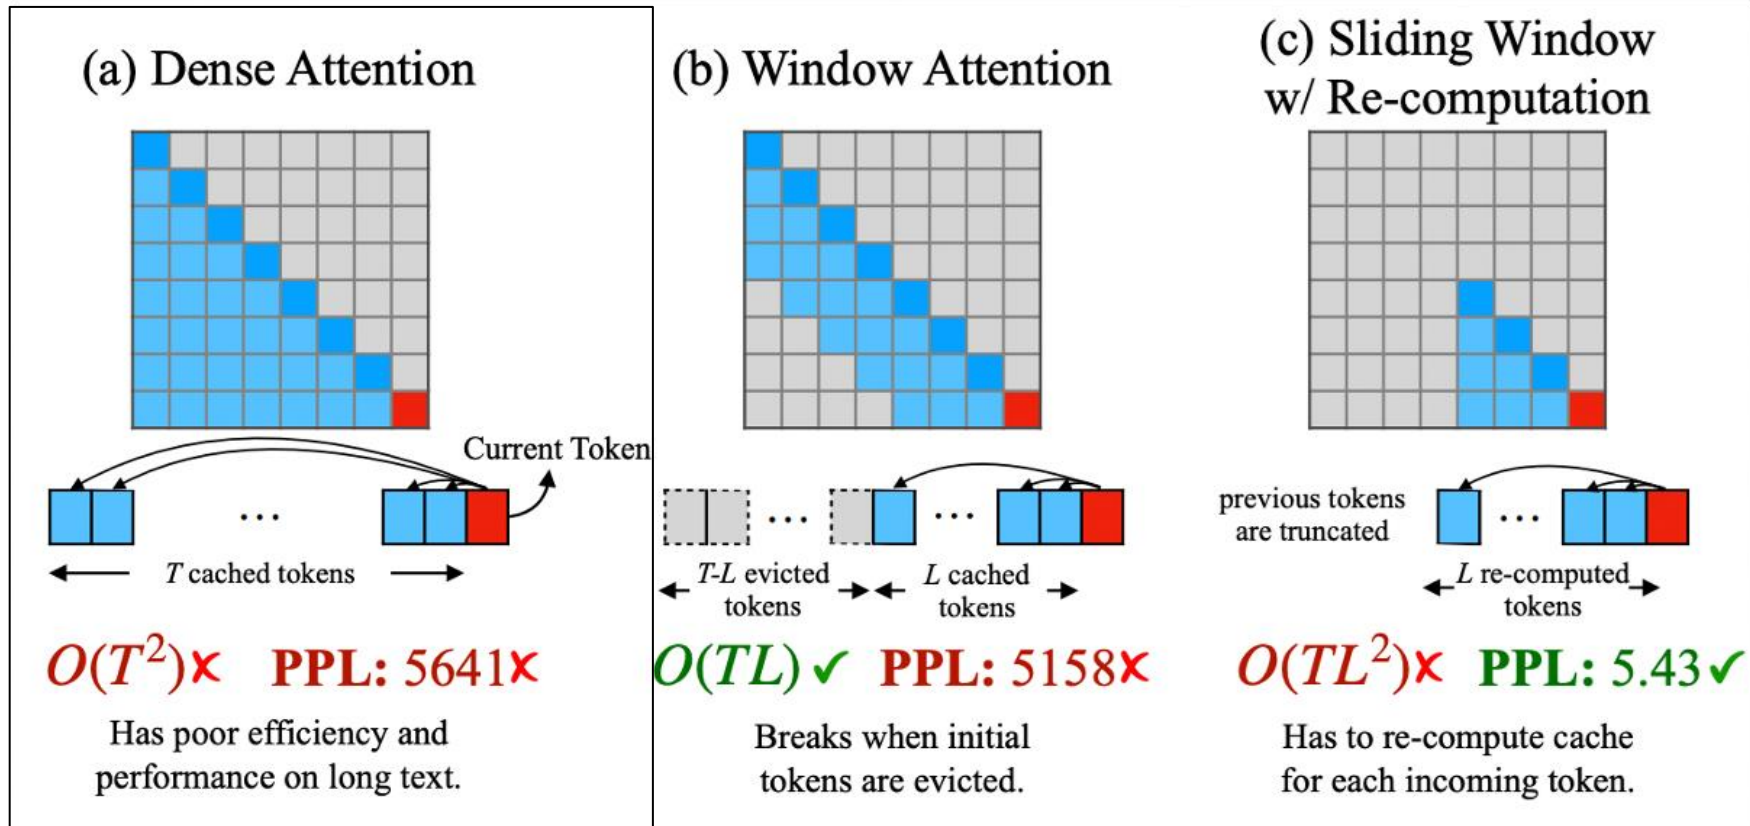 (a) Dense Attention
Current Token
...
T cached tokens
O(T²)✗ PPL: 5641✗
Has poor efficiency and
performance on long text.
(b) Window Attention
... ...
T-L evicted
tokens
L cached
tokens
O(TL)✓ PPL: 5158✗
Breaks when initial
tokens are evicted.
(c) Sliding Window
w/ Re-computation
previous tokens
are truncated
...
L re-computed
tokens
O(TL²)✗ PPL: 5.43✓
Has to re-compute cache
for each incoming token.